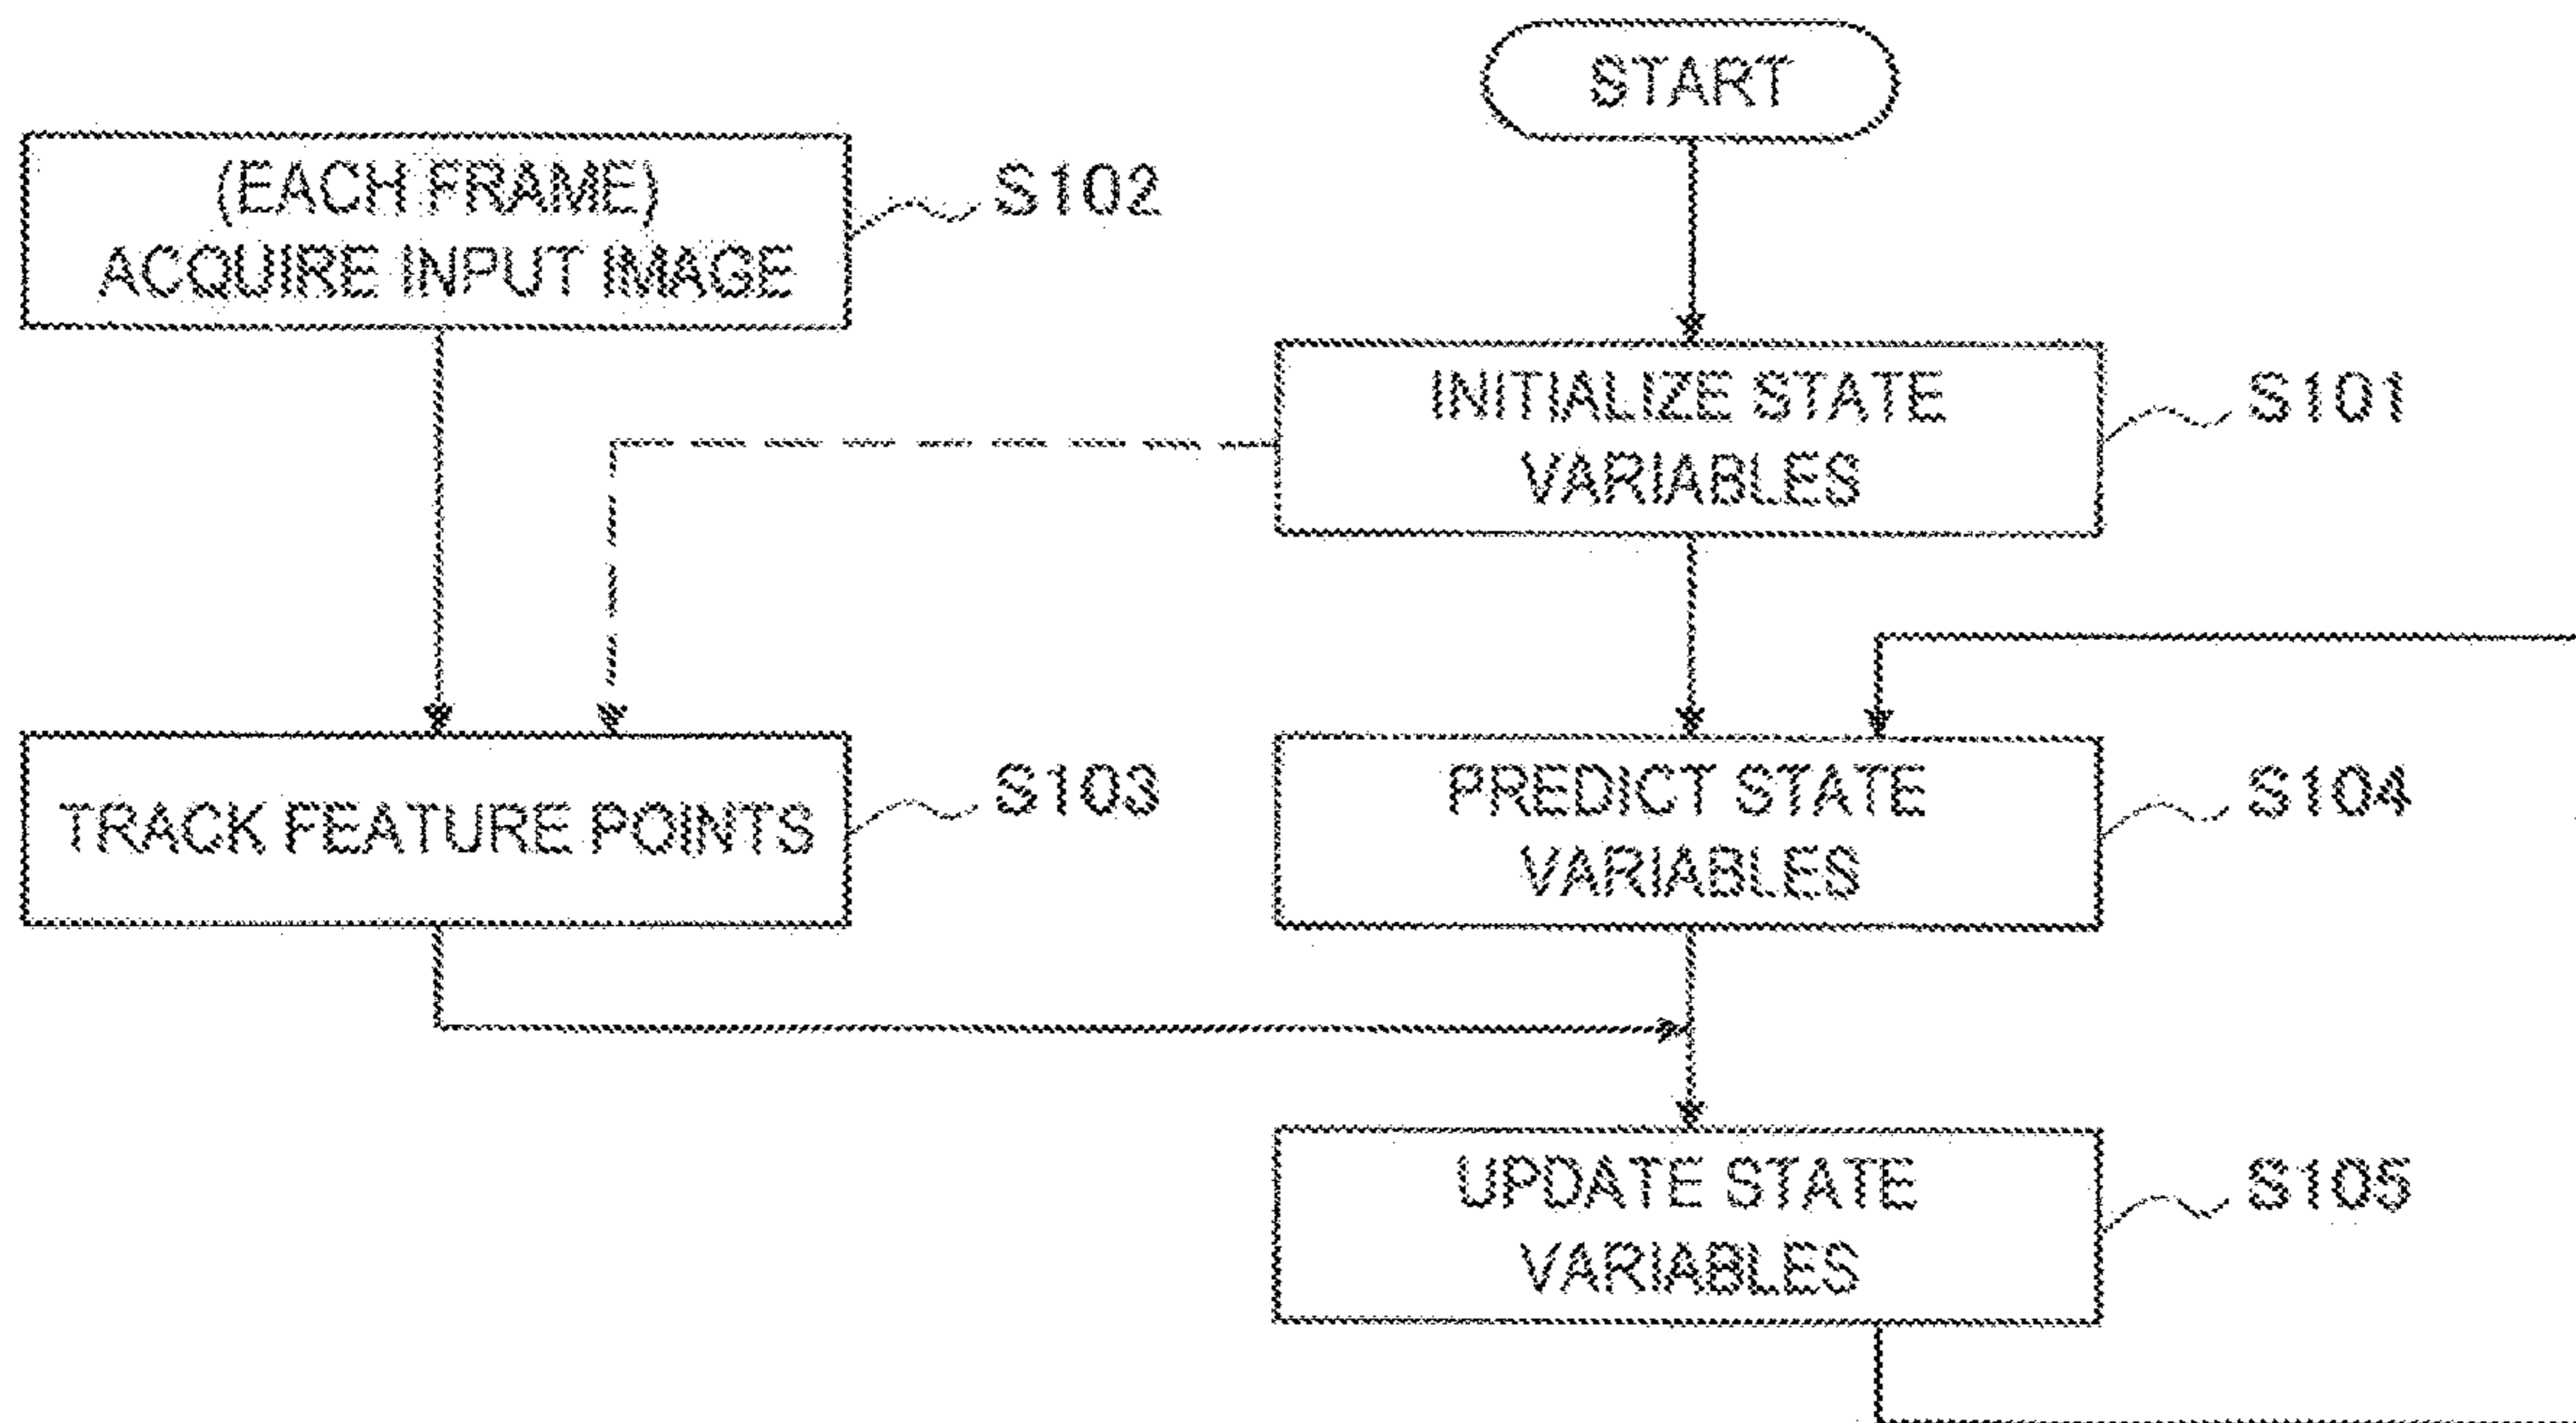 START
(EACH FRAME)
ACQUIRE INPUT IMAGE
S102
INITIALIZE STATE
VARIABLES
S101
TRACK FEATURE POINTS
S103
PREDICT STATE
VARIABLES
S104
UPDATE STATE
VARIABLES
S105